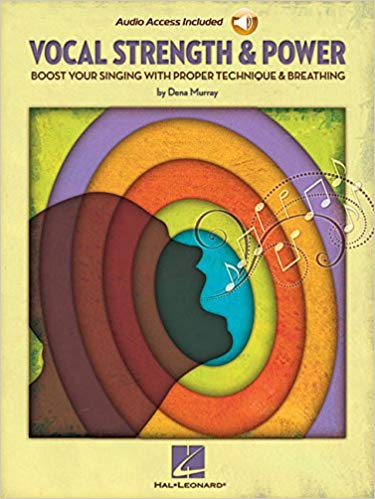 Audio Access Included
VOCAL STRENGTH & POWER
BOOST YOUR SINGING WITH PROPER TECHNIQUE & BREATHING
by Dena Murray
HAL•LEONARD®